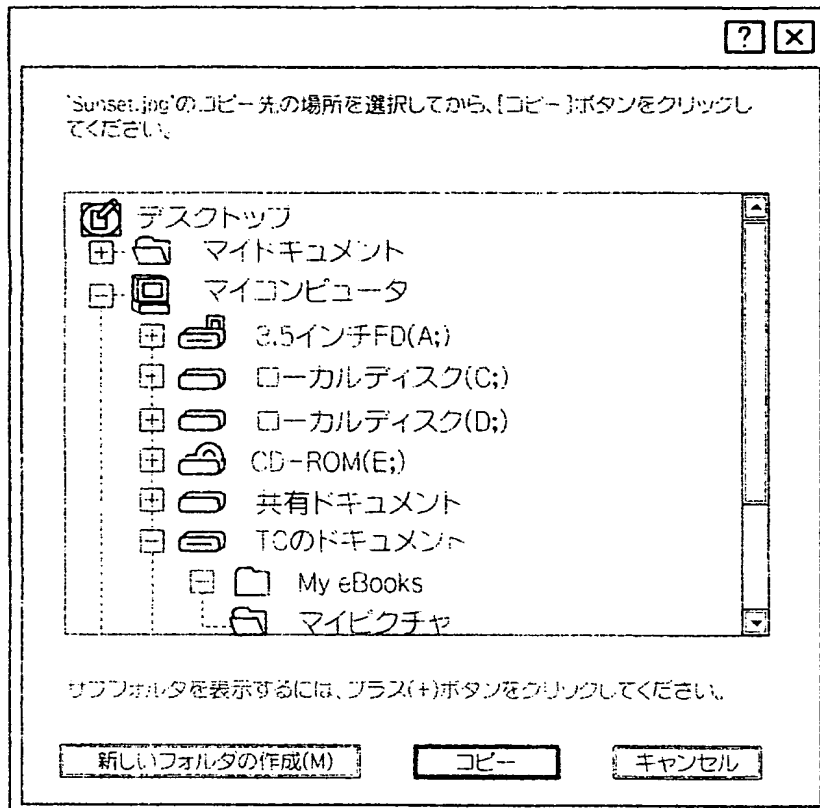 'Sunset.jpg'のコピー先の場所を選択してから、[コピー]ボタンをクリックし
てください。
デスクトップ
マイドキュメント
マイコンピュータ
3.5インチFD(A;)
ローカルディスク(C;)
ローカルディスク(D;)
CD-ROM(E;)
共有ドキュメント
TCのドキュメント
My eBooks
マイピクチャ
サブフォルダを表示するには、プラス(+)ボタンをクリックしてください。
新しいフォルダの作成(M) コピー キャンセル